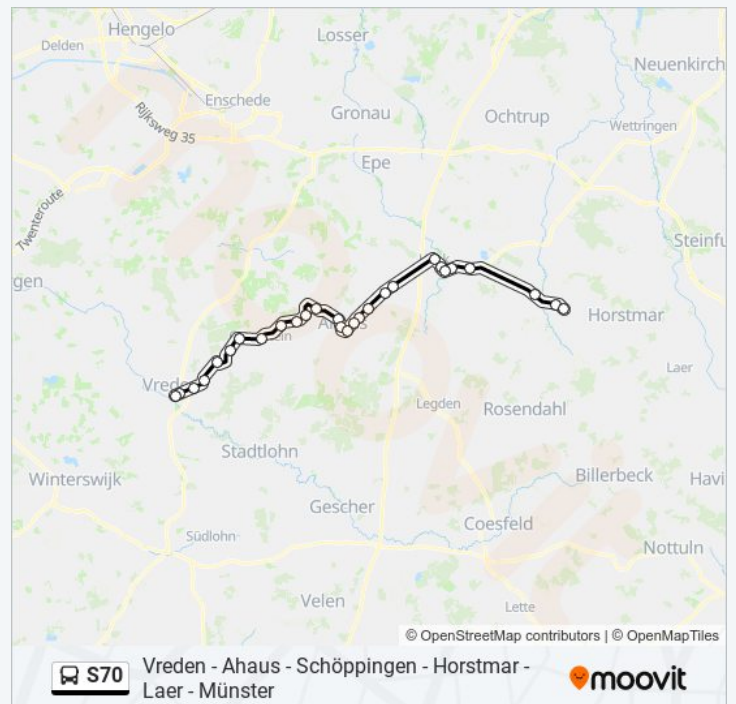 Hengelo
Losser
Delden
Neuenkirch
Enschede
Rijksweg 35
Gronau
Ochtrup
Wettringen
Epe
Twenteroute
Steinfu
gen
Horstmar
Vreden
Laer
Legden
Rosendahl
Stadtlohn
Winterswijk
Billerbeck
Havi
Gescher
Coesfeld
Südlohn
Nottuln
Velen
Lette
moovit
© OpenStreetMap contributors | © OpenMapTiles
S70
Vreden - Ahaus - Schöppingen - Horstmar -
Laer - Münster
moovit